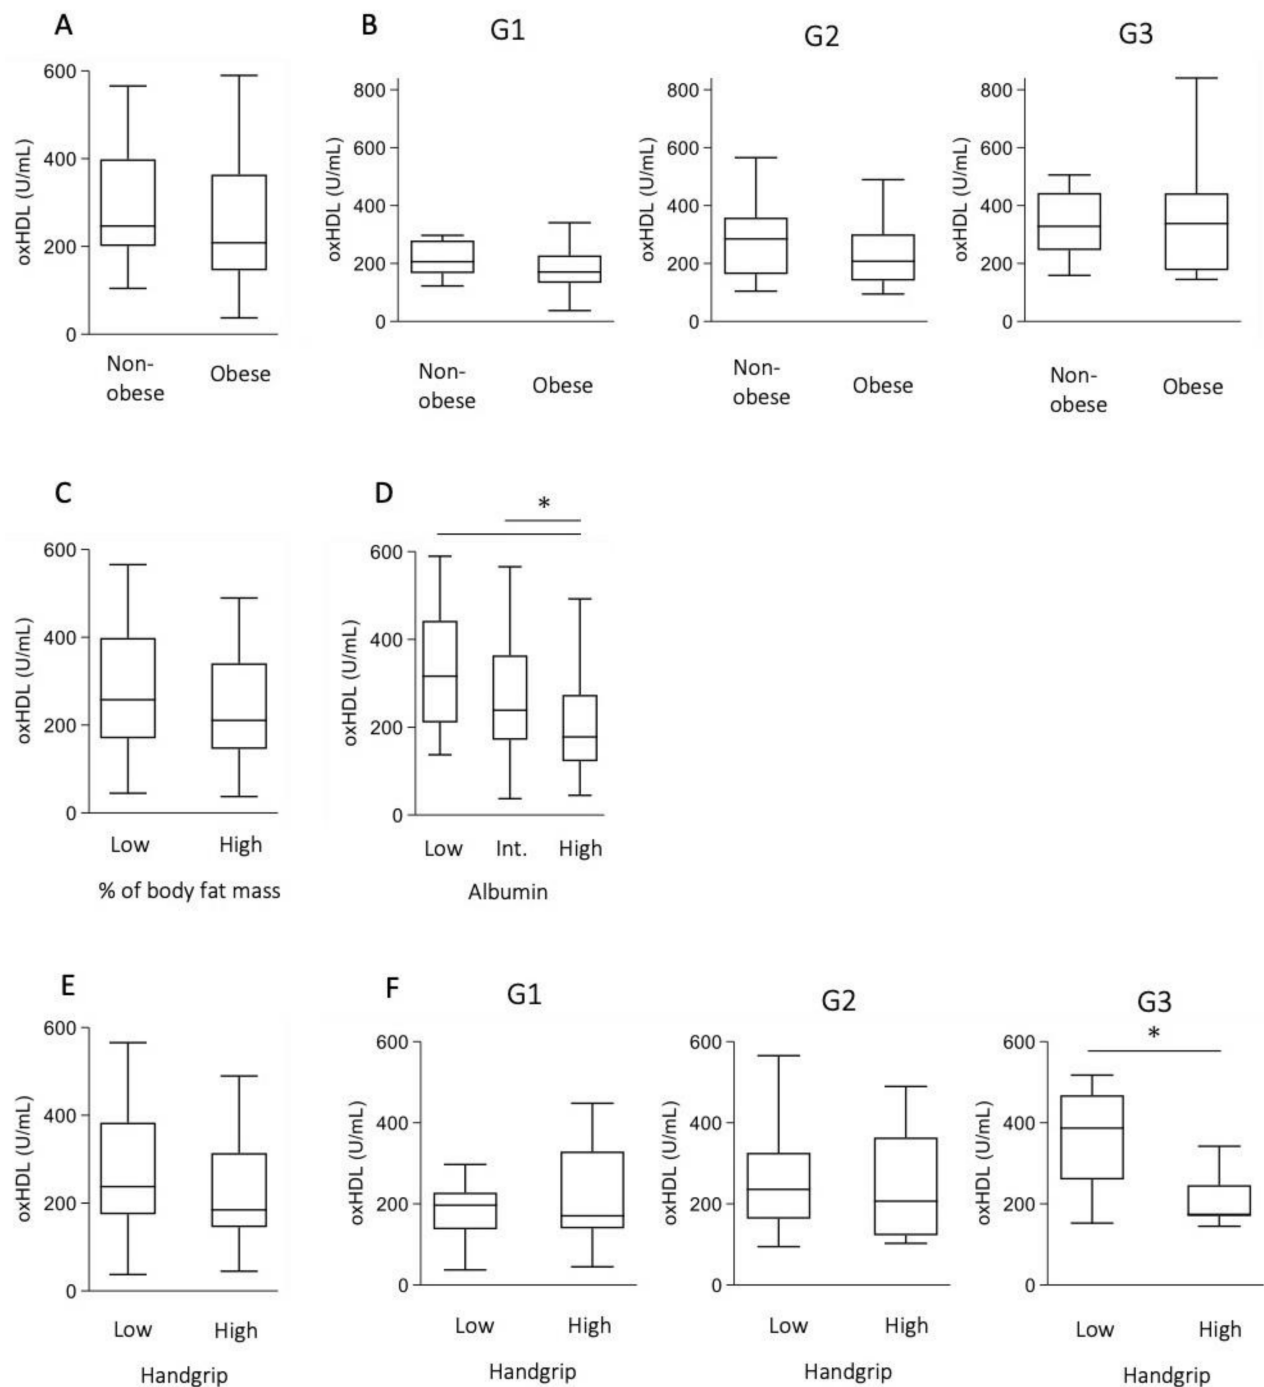 A
B
G1
G2
G3
600
400
200
0
oxHDL (U/mL)
Non-
obese
Obese
800
600
400
200
0
oxHDL (U/mL)
Non-
obese
Obese
800
600
400
200
0
oxHDL (U/mL)
Non-
obese
Obese
800
600
400
200
0
oxHDL (U/mL)
Non-
obese
Obese
C
600
400
200
0
oxHDL (U/mL)
Low
High
% of body fat mass
D
*
600
400
200
0
oxHDL (U/mL)
Low
Int.
High
Albumin
E
600
400
200
0
oxHDL (U/mL)
Low
High
Handgrip
F
G1
600
400
200
0
oxHDL (U/mL)
Low
High
Handgrip
G2
600
400
200
0
oxHDL (U/mL)
Low
High
Handgrip
G3
*
600
400
200
0
oxHDL (U/mL)
Low
High
Handgrip